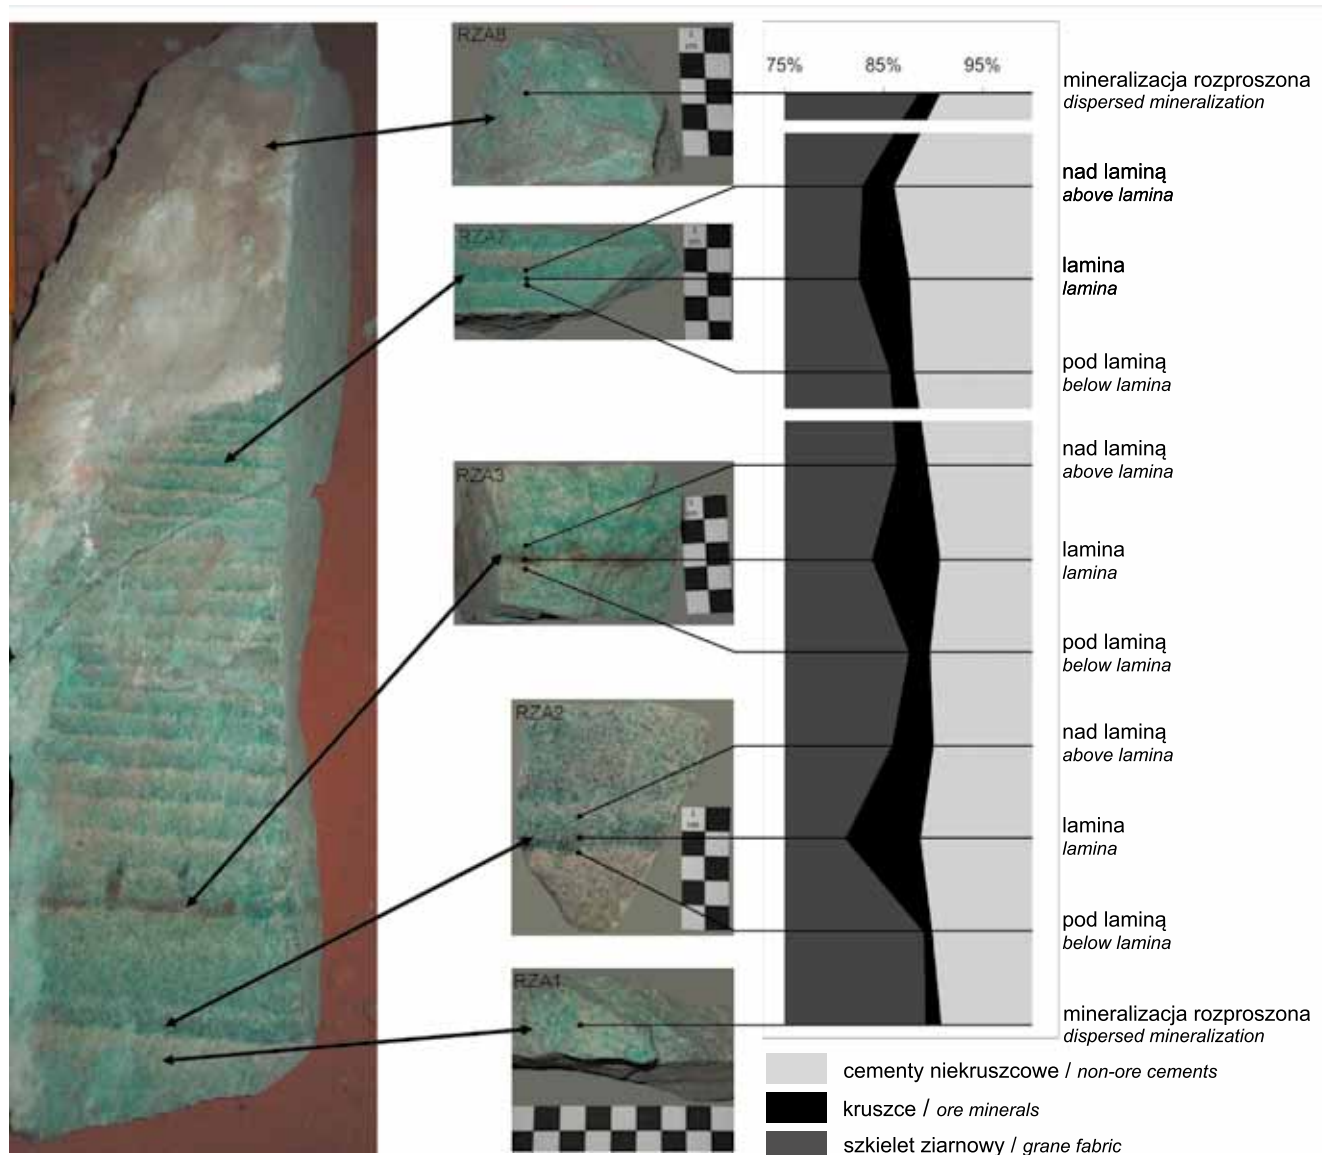 RZA8
75% 85% 95%
mineralizacja rozproszona
dispersed mineralization
nad laminą
above lamina
RZA7
lamina
lamina
pod laminą
below lamina
nad laminą
above lamina
RZA3
lamina
lamina
pod laminą
below lamina
RZA2
nad laminą
above lamina
lamina
lamina
pod laminą
below lamina
RZA1
mineralizacja rozproszona
dispersed mineralization
cementy niekruszcowe / non-ore cements
kruszce / ore minerals
szkielet ziarnowy / grane fabric